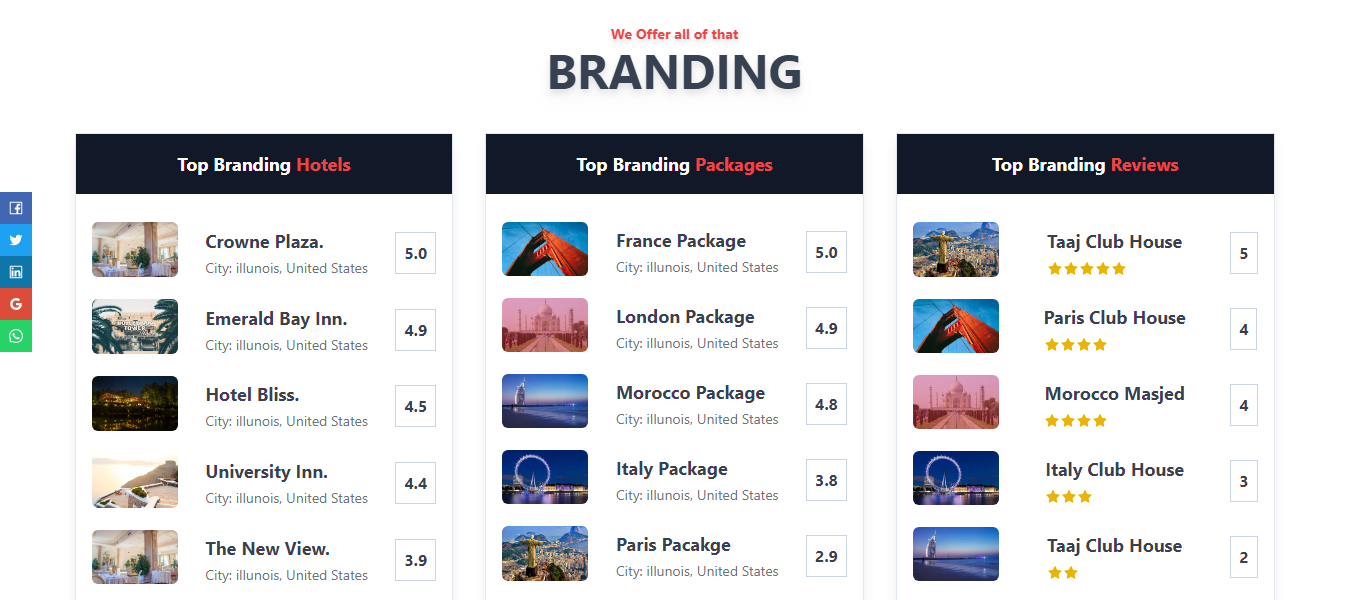 We Offer all of that
BRANDING
Top Branding Hotels
Crowne Plaza.
City: illunois, United States
5.0
Emerald Bay Inn.
City: illunois, United States
4.9
Hotel Bliss.
City: illunois, United States
4.5
University Inn.
City: illunois, United States
4.4
The New View.
City: illunois, United States
3.9
Top Branding Packages
France Package
City: illunois, United States
5.0
London Package
City: illunois, United States
4.9
Morocco Package
City: illunois, United States
4.8
Italy Package
City: illunois, United States
3.8
Paris Pacakge
City: illunois, United States
2.9
Top Branding Reviews
Taaj Club House
5
Paris Club House
4
Morocco Masjed
4
Italy Club House
3
Taaj Club House
2